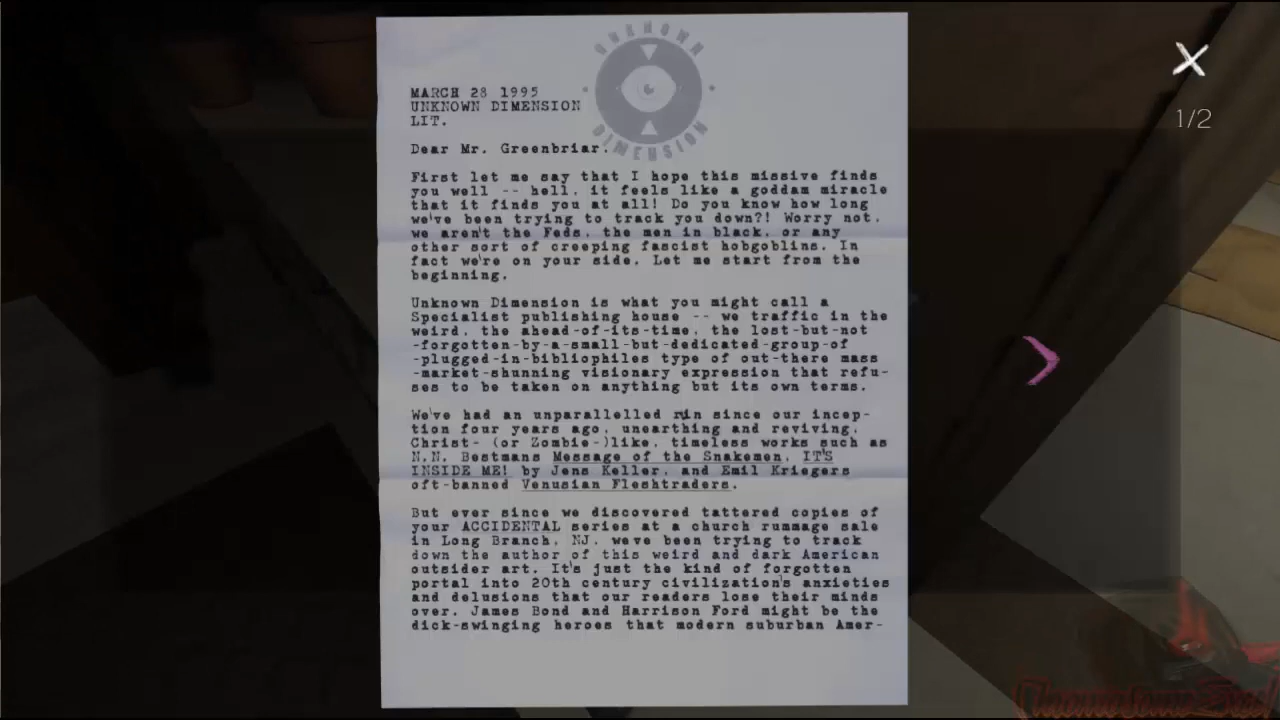 UNKNOWN
DIMENSION
MARCH 28 1995
UNKNOWN DIMENSION
LIT.
Dear Mr. Greenbriar.
First let me say that I hope this missive finds
you well -- hell, it feels like a goddam miracle
that it finds you at all! Do you know how long
we've been trying to track you down?! Worry not,
we aren't the Feds, the men in black, or any
other sort of creeping fascist hobgoblins. In
fact we're on your side. Let me start from the
beginning.
Unknown Dimension is what you might call a
Specialist publishing house -- we traffic in the
weird, the ahead-of-its-time, the lost-but-not
-forgotten-by-a-small-but-dedicated-group-of
-plugged-in-bibliophiles type of out-there mass
-market-shunning visionary expression that refu-
ses to be taken on anything but its own terms.
We've had an unparallelled run since our incep-
tion four years ago, unearthing and reviving,
Christ- (or Zombie-)like, timeless works such as
N.N. Bestmans Message of the Snakemen, IT'S
INSIDE ME! by Jens Keller, and Emil Kriegers
oft-banned Venusian Fleshtraders.
But ever since we discovered tattered copies of
your ACCIDENTAL series at a church rummage sale
in Long Branch, NJ, weve been trying to track
down the author of this weird and dark American
outsider art. It's just the kind of forgotten
portal into 20th century civilization's anxieties
and delusions that our readers lose their minds
over. James Bond and Harrison Ford might be the
dick-swinging heroes that modern suburban Amer-
1/2